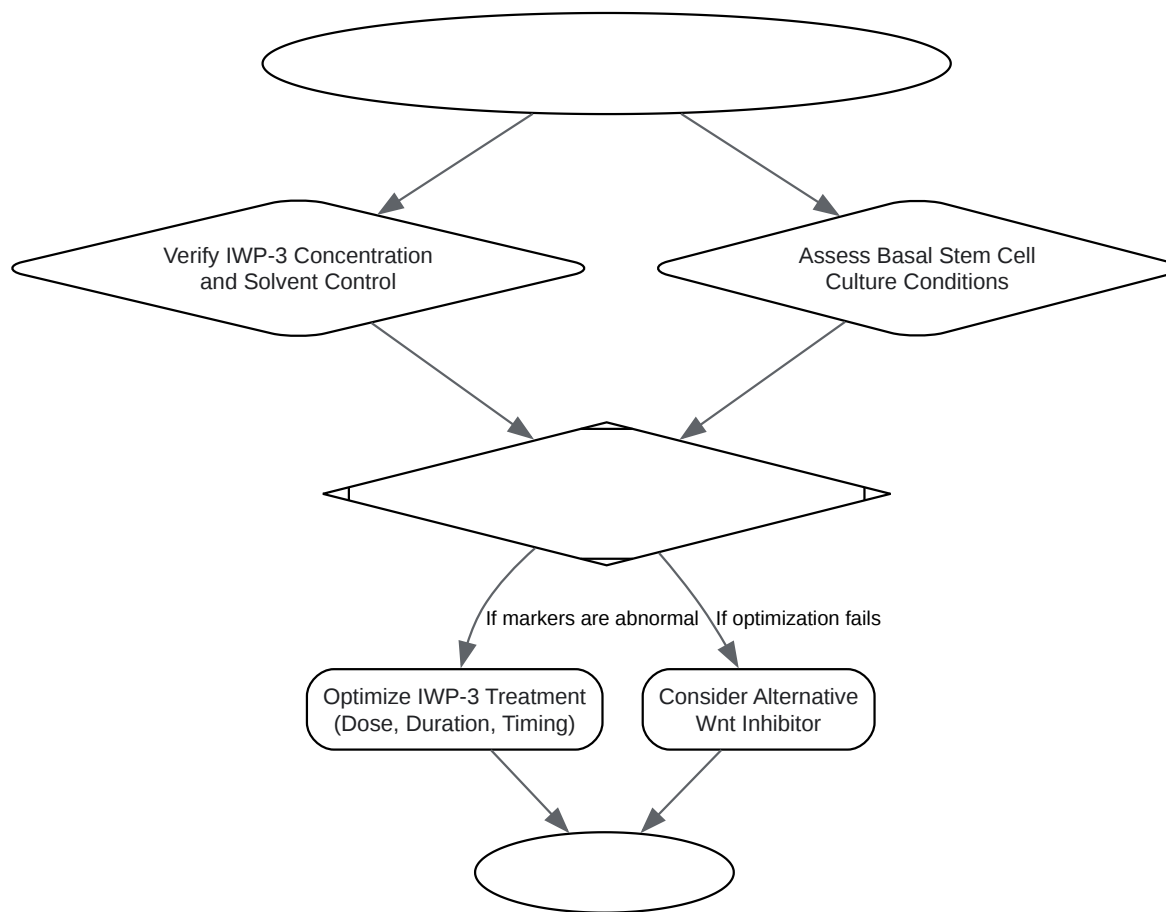 Verify IWP-3 Concentration
and Solvent Control
Assess Basal Stem Cell
Culture Conditions
If markers are abnormal
If optimization fails
Optimize IWP-3 Treatment
(Dose, Duration, Timing)
Consider Alternative
Wnt Inhibitor